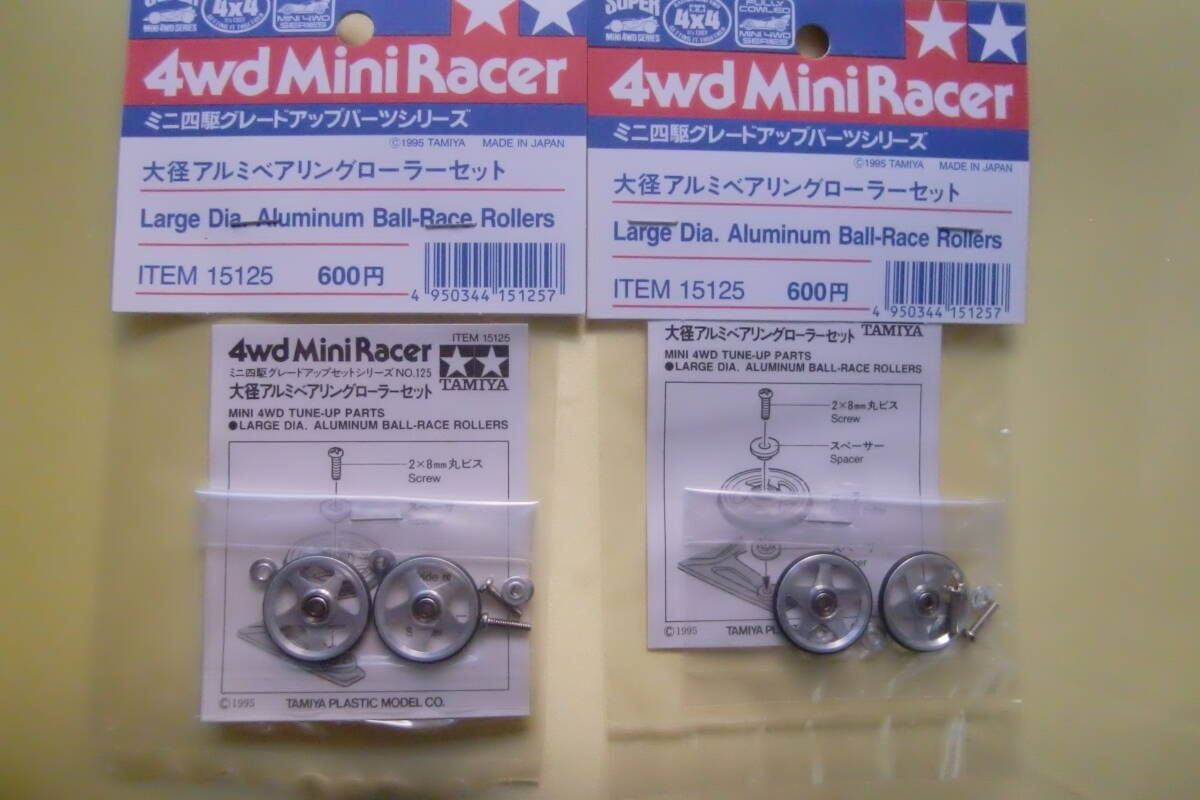 SUPER
MINI 4WD SERIES
4x4
4wd Mini Racer
ミニ四駆グレードアップパーツシリーズ
©1995 TAMIYA MADE IN JAPAN
大径アルミベアリングローラーセット
Large Dia. Aluminum Ball-Race Rollers
ITEM 15125 600円
4 950344 151257
ITEM 15125
4wd Mini Racer
ミニ四駆グレードアップセットシリーズ NO.125
TAMIYA
大径アルミベアリングローラーセット
MINI 4WD TUNE-UP PARTS
●LARGE DIA. ALUMINUM BALL-RACE ROLLERS
2×8mm丸ビス
Screw
©1995 TAMIYA PLASTIC MODEL CO.
SUPER
MINI 4WD SERIES
4x4
FULLY COWLED
MINI 4WD
SERIES
4wd Mini Racer
ミニ四駆グレードアップパーツシリーズ
©1995 TAMIYA MADE IN JAPAN
大径アルミベアリングローラーセット
Large Dia. Aluminum Ball-Race Rollers
ITEM 15125 600円
4 950344 151257
大径アルミベアリングローラーセット TAMIYA
MINI 4WD TUNE-UP PARTS
●LARGE DIA. ALUMINUM BALL-RACE ROLLERS
2×8mm丸ビス
Screw
スペーサー
Spacer
©1995 TAMIYA